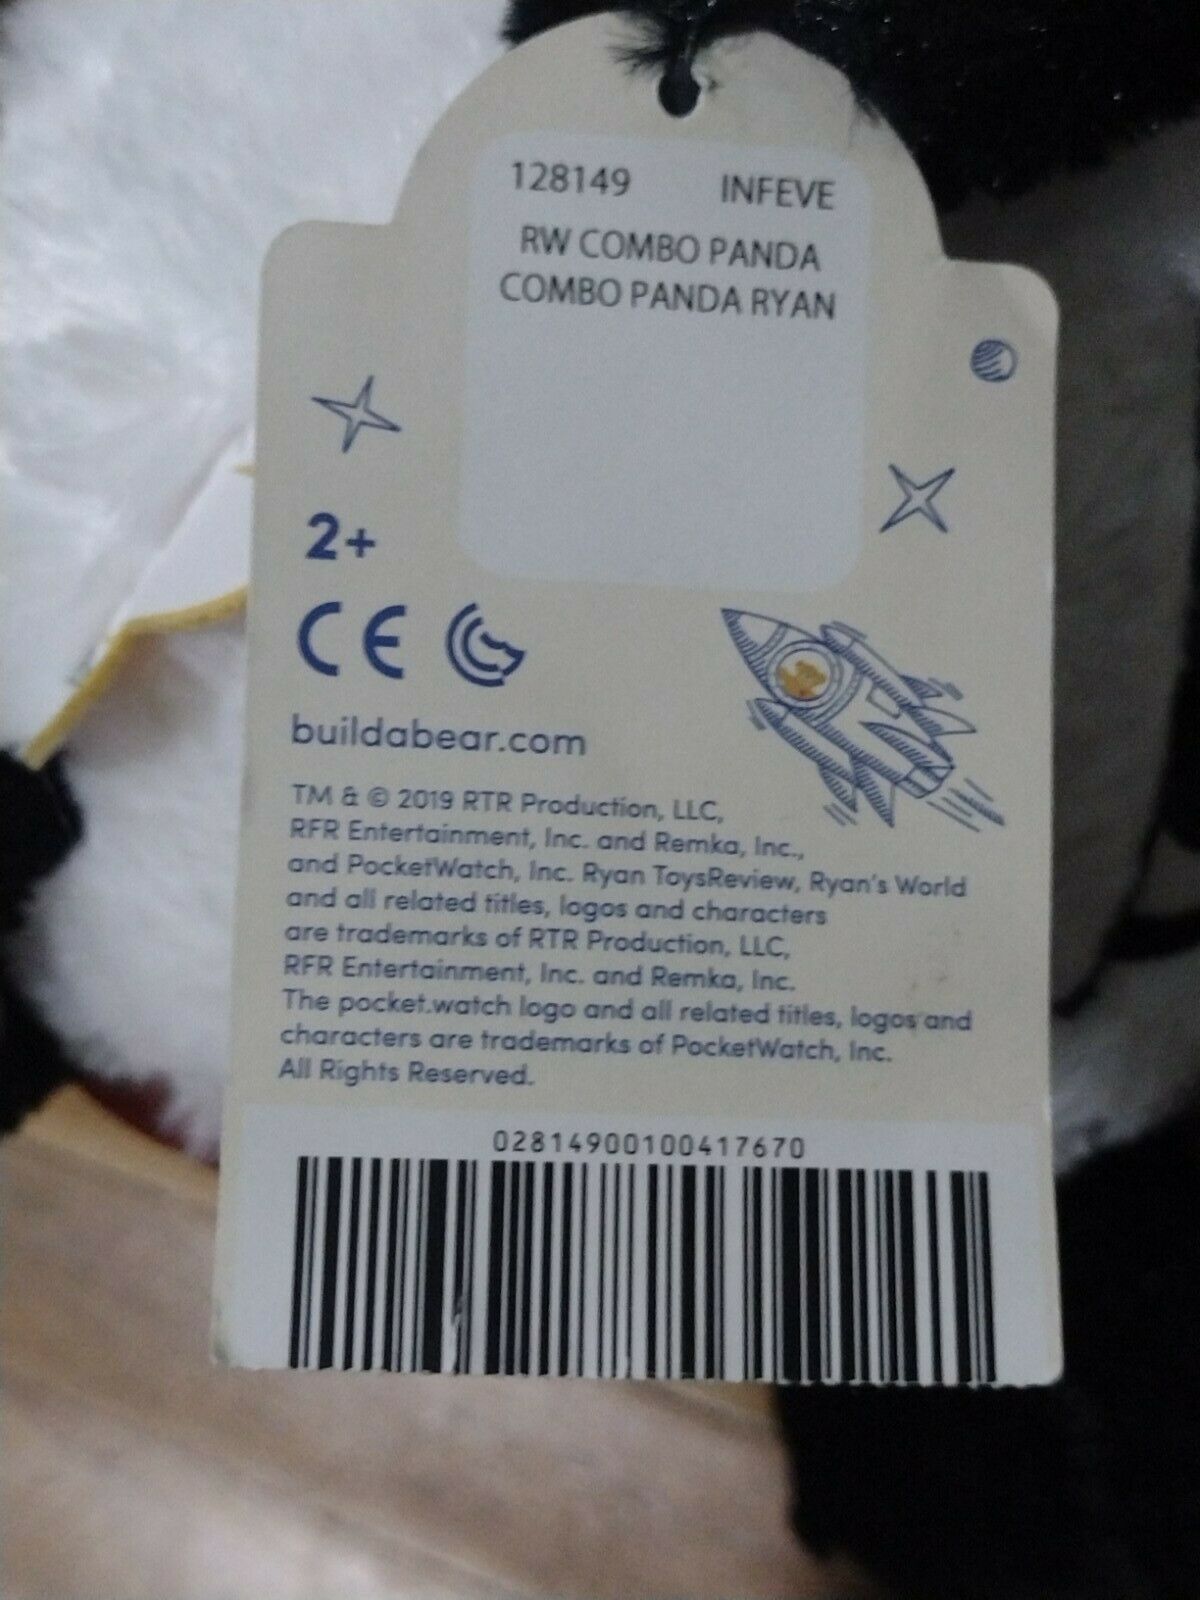 128149 INFEVE
RW COMBO PANDA
COMBO PANDA RYAN
2+
CE
buildabear.com
TM & © 2019 RTR Production, LLC,
RFR Entertainment, Inc. and Remka, Inc.,
and PocketWatch, Inc. Ryan ToysReview, Ryan's World
and all related titles, logos and characters
are trademarks of RTR Production, LLC,
RFR Entertainment, Inc. and Remka, Inc.
The pocket.watch logo and all related titles, logos and
characters are trademarks of PocketWatch, Inc.
All Rights Reserved.
02814900100417670